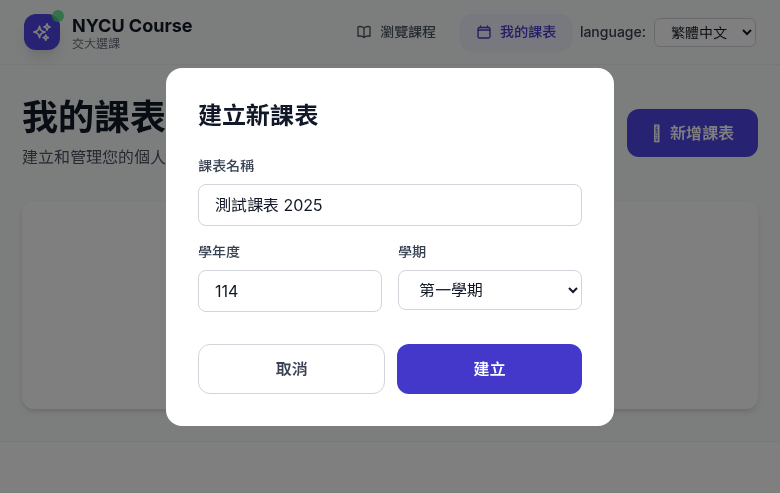 NYCU Course
交大選課
瀏覽課程
我的課表
language:
繁體中文
我的課表
建立和管理您的個人
新增課表
建立新課表
課表名稱
測試課表 2025
學年度
學期
114
第一學期
取消
建立